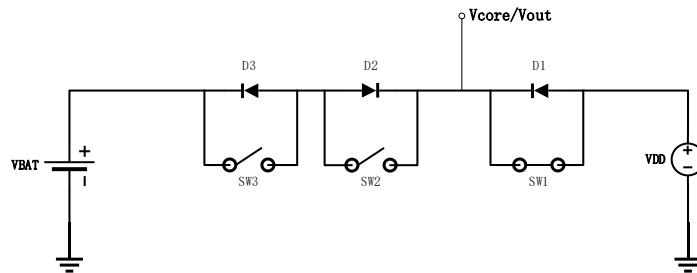 Vcore/Vout
D3
D2
D1
+
VBAT
SW3
SW2
SW1
VDD
+
−